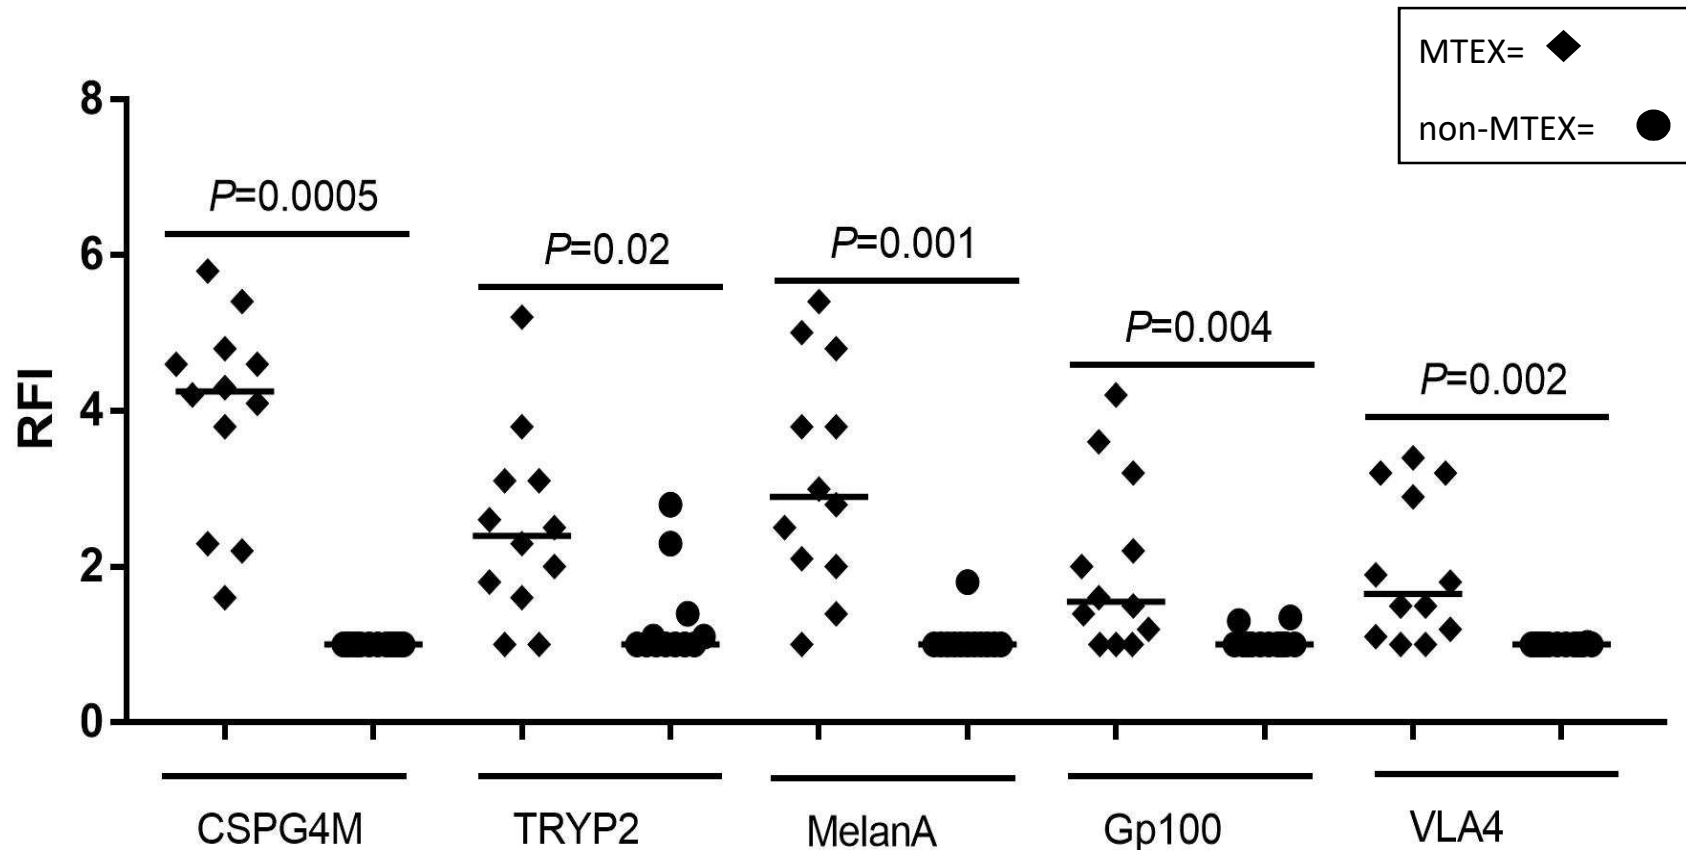 MTEX=
non-MTEX=
8
6
4
2
0
RFI
P=0.0005
P=0.02
P=0.001
P=0.004
P=0.002
CSPG4M
TRYP2
MelanA
Gp100
VLA4